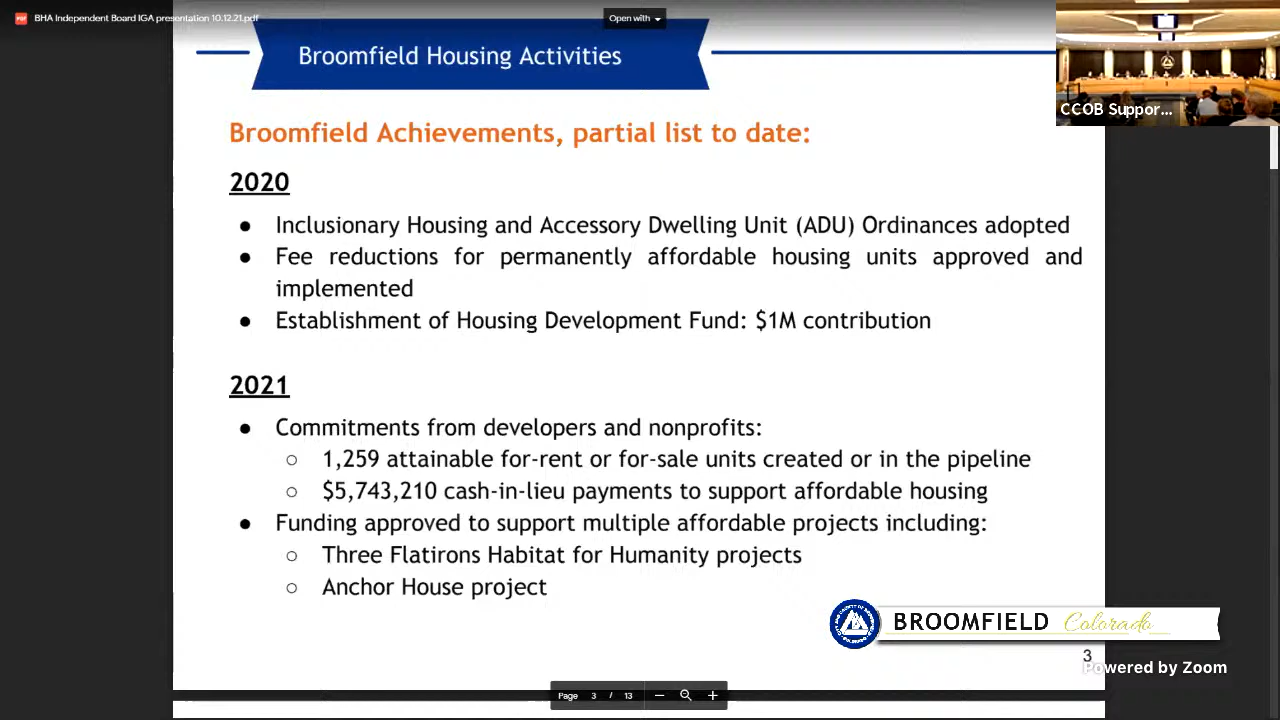 BHA Independent Board IGA presentation 10.12.21.pdf
Open with
Broomfield Housing Activities
CCOB Suppor...
Broomfield Achievements, partial list to date:
2020
● Inclusionary Housing and Accessory Dwelling Unit (ADU) Ordinances adopted
● Fee reductions for permanently affordable housing units approved and
implemented
● Establishment of Housing Development Fund: $1M contribution
2021
● Commitments from developers and nonprofits:
○ 1,259 attainable for-rent or for-sale units created or in the pipeline
○ $5,743,210 cash-in-lieu payments to support affordable housing
● Funding approved to support multiple affordable projects including:
○ Three Flatirons Habitat for Humanity projects
○ Anchor House project
BROOMFIELD Colorado
3
Powered by Zoom
Page 3 / 13